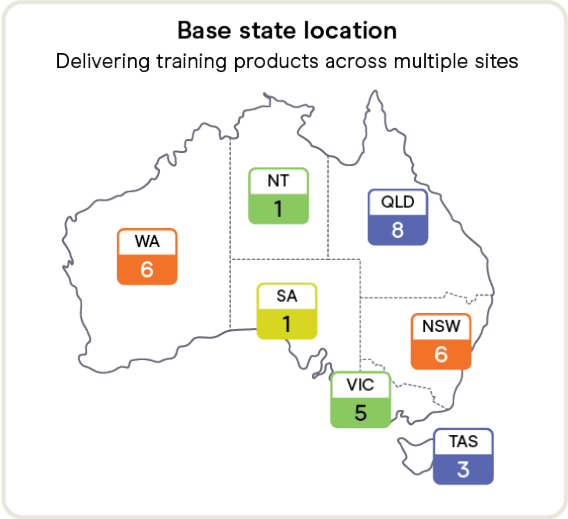 Base state location
Delivering training products across multiple sites
NT
1
QLD
8
WA
6
SA
1
NSW
6
VIC
5
TAS
3